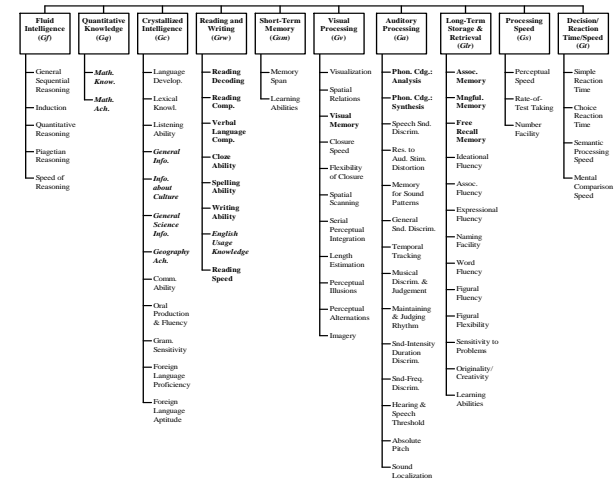 Fluid
Intelligence
(Gf)
General
Sequential
Reasoning
Induction
Quantitative
Reasoning
Piagetian
Reasoning
Speed of
Reasoning
Quantitative
Knowledge
(Gq)
Math.
Know.
Math.
Ach.
Crystallized
Intelligence
(Gc)
Language
Develop.
Lexical
Knowl.
Listening
Ability
General
Info.
Info.
about
Culture
General
Science
Info.
Geography
Ach.
Comm.
Ability
Oral
Production
& Fluency
Gram.
Sensitivity
Foreign
Language
Proficiency
Foreign
Language
Aptitude
Reading and
Writing
(Grw)
Reading
Decoding
Reading
Comp.
Verbal
Language
Comp.
Cloze
Ability
Spelling
Ability
Writing
Ability
English
Usage
Knowledge
Reading
Speed
Short-Term
Memory
(Gsm)
Memory
Span
Learning
Abilities
Visual
Processing
(Gv)
Visualization
Spatial
Relations
Visual
Memory
Closure
Speed
Flexibility
of Closure
Spatial
Scanning
Serial
Perceptual
Integration
Length
Estimation
Perceptual
Illusions
Perceptual
Alternations
Imagery
Auditory
Processing
(Ga)
Phon. Cdg.:
Analysis
Phon. Cdg.:
Synthesis
Speech Snd.
Discrim.
Res. to
Aud. Stim.
Distortion
Memory
for Sound
Patterns
General
Snd. Discrim.
Temporal
Tracking
Musical
Discrim. &
Judgement
Maintaining
& Judging
Rhythm
Snd-Intensity
Duration
Discrim.
Snd-Freq.
Discrim.
Hearing &
Speech
Threshold
Absolute
Pitch
Sound
Localization
Long-Term
Storage &
Retrieval
(Glr)
Assoc.
Memory
Mngful.
Memory
Free
Recall
Memory
Ideational
Fluency
Assoc.
Fluency
Expressional
Fluency
Naming
Facility
Word
Fluency
Figural
Fluency
Figural
Flexibility
Sensitivity to
Problems
Originality/
Creativity
Learning
Abilities
Processing
Speed
(Gs)
Perceptual
Speed
Rate-of-
Test Taking
Number
Facility
Decision/
Reaction
Time/Speed
(Gt)
Simple
Reaction
Time
Choice
Reaction
Time
Semantic
Processing
Speed
Mental
Comparison
Speed